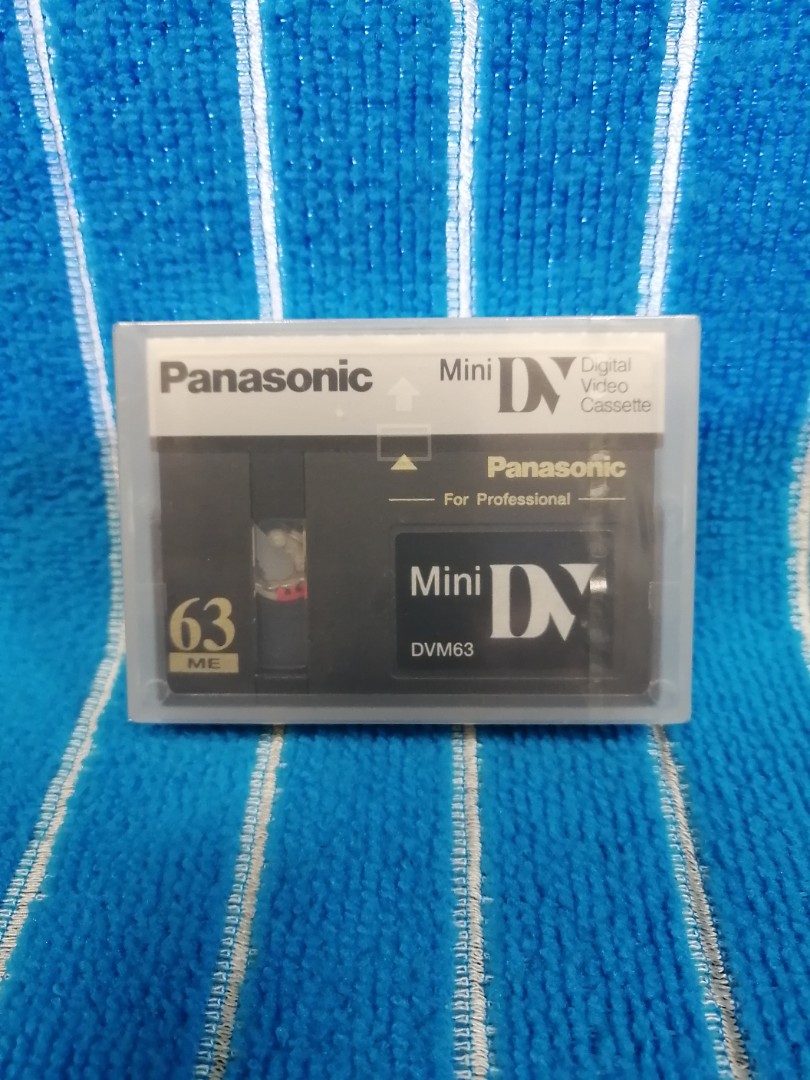 Panasonic
Mini DV Digital
Video
Cassette
Panasonic
For Professional
Mini DV
DVM63
63
ME